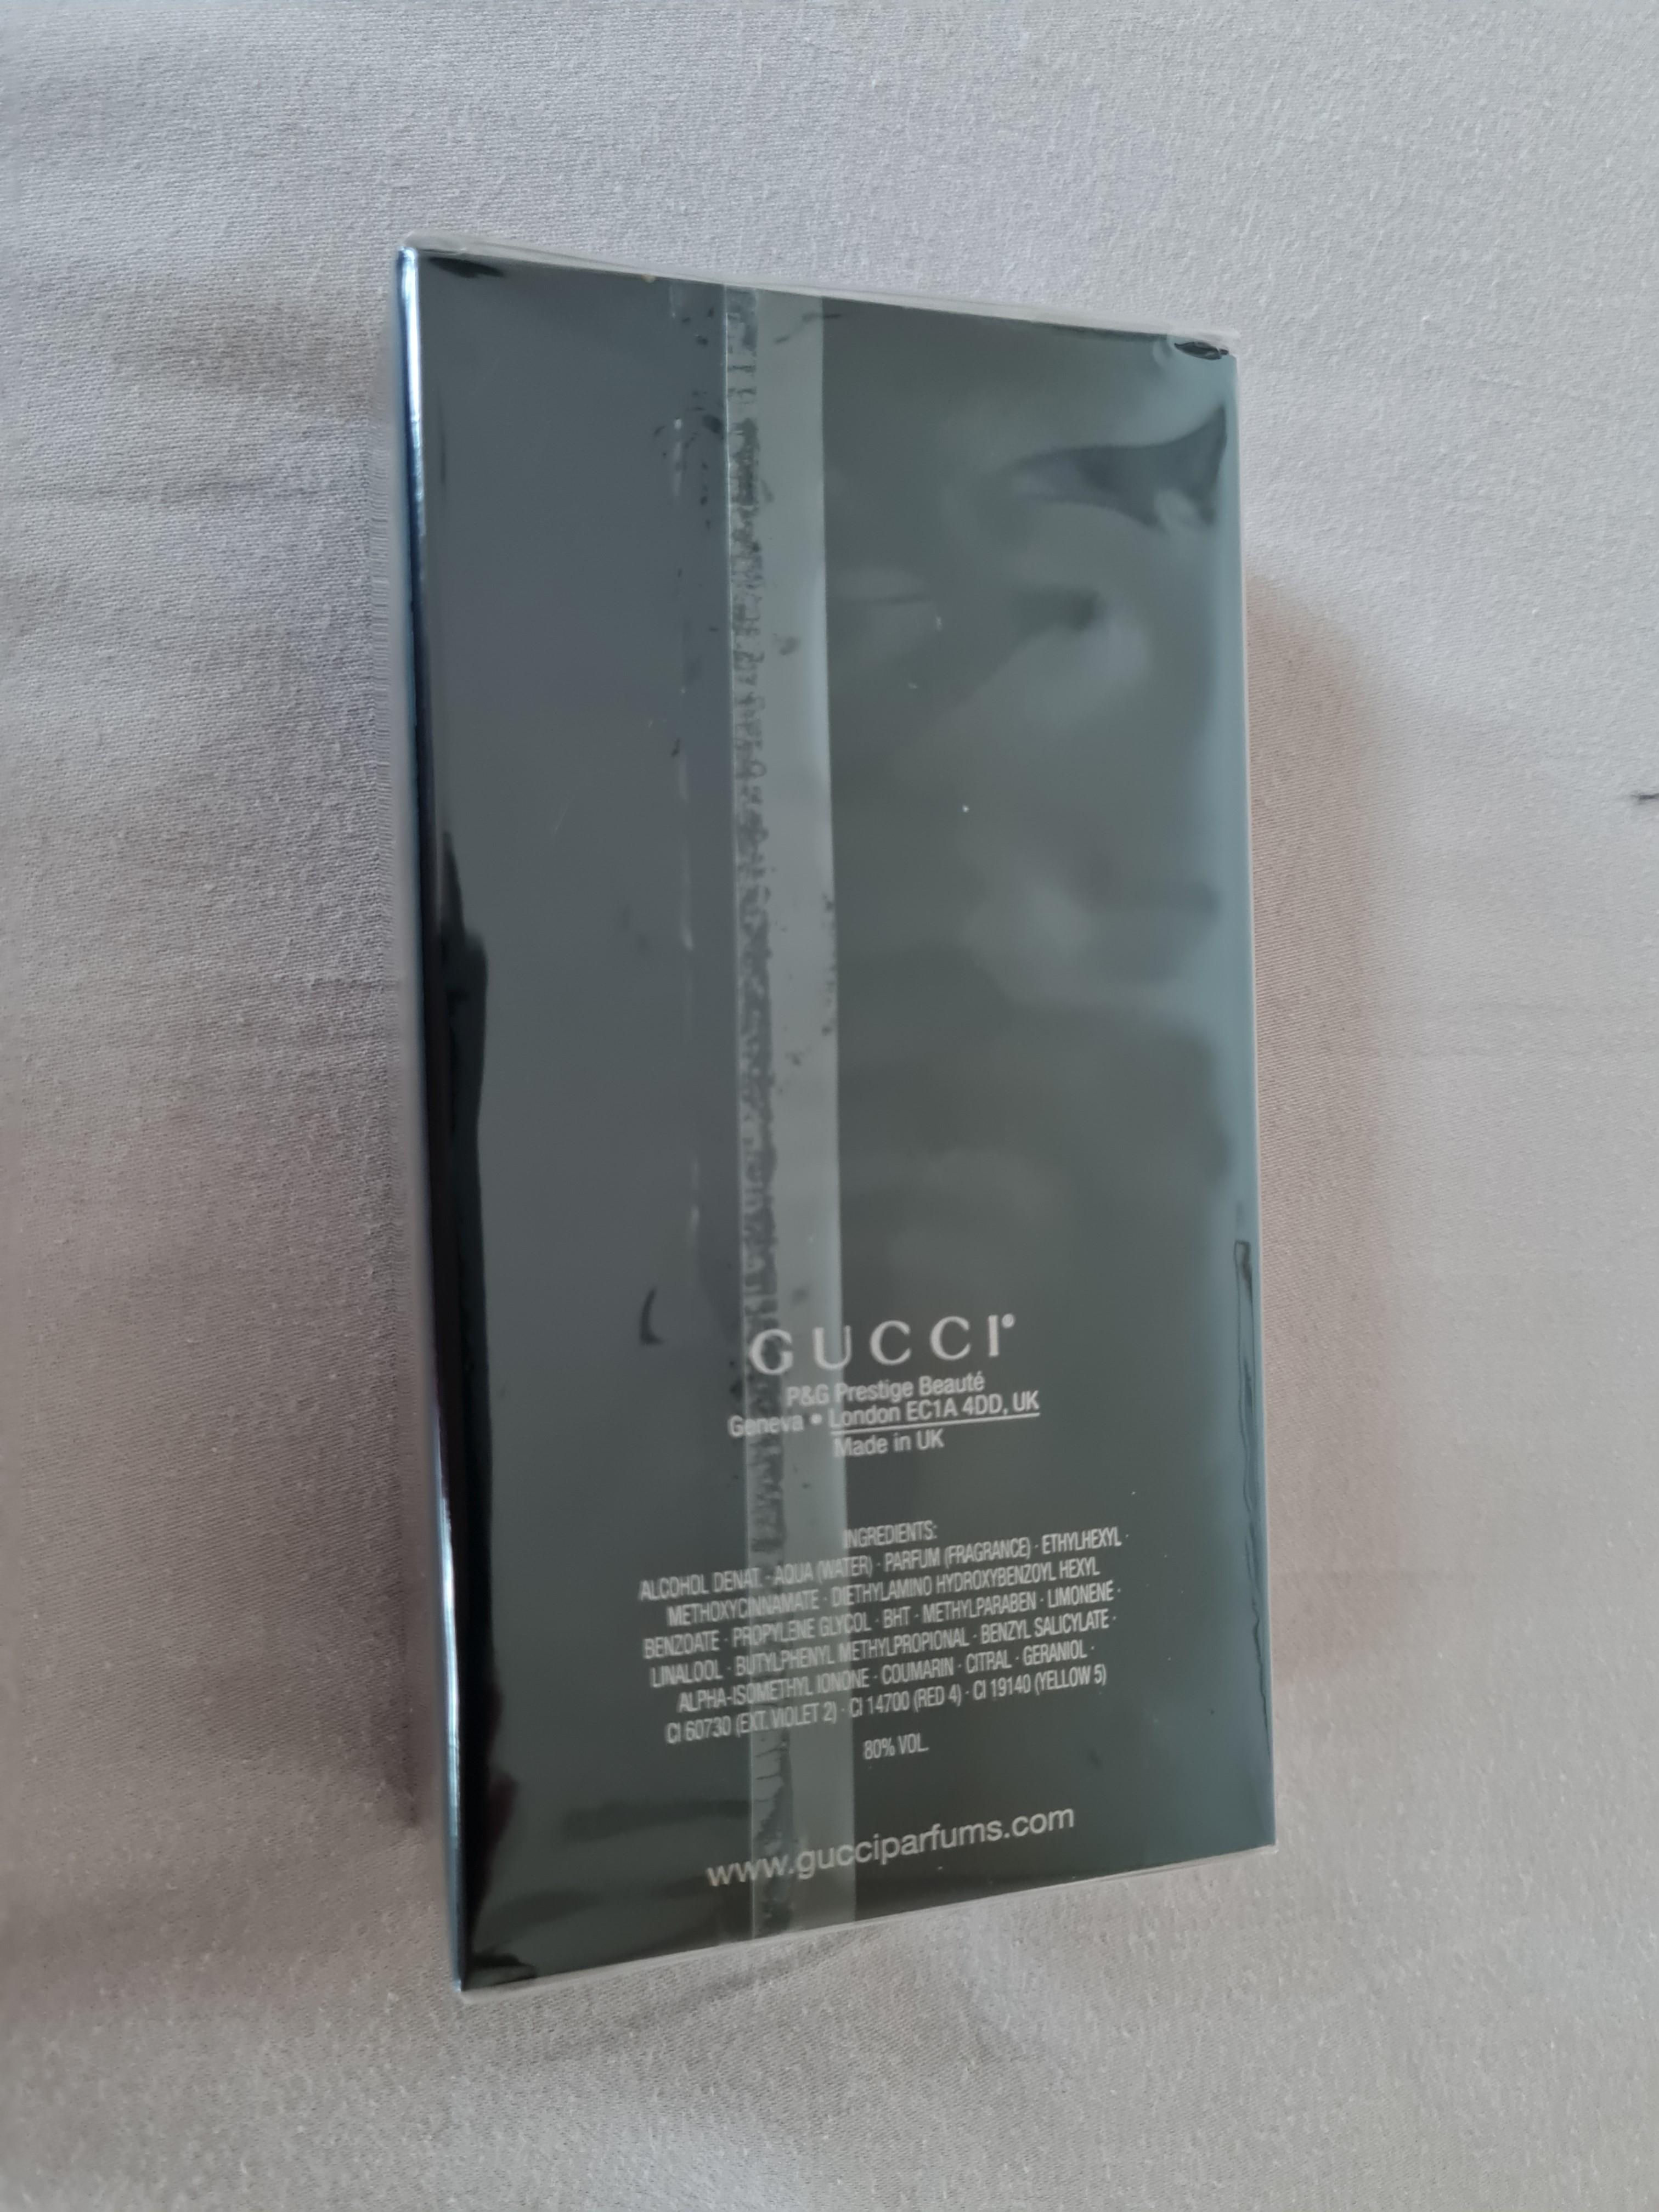 GUCCI®
P&G Prestige Beauté
Geneva • London EC1A 4DD, UK
Made in UK
INGREDIENTS:
ALCOHOL DENAT. · AQUA (WATER) · PARFUM (FRAGRANCE) · ETHYLHEXYL ·
METHOXYCINNAMATE · DIETHYLAMINO HYDROXYBENZOYL HEXYL
BENZOATE · PROPYLENE GLYCOL · BHT · METHYLPARABEN · LIMONENE ·
LINALOOL · BUTYLPHENYL METHYLPROPIONAL · BENZYL SALICYLATE ·
ALPHA-ISOMETHYL IONONE · COUMARIN · CITRAL · GERANIOL ·
CI 60730 (EXT. VIOLET 2) · CI 14700 (RED 4) · CI 19140 (YELLOW 5)
80% VOL.
www.gucciparfums.com